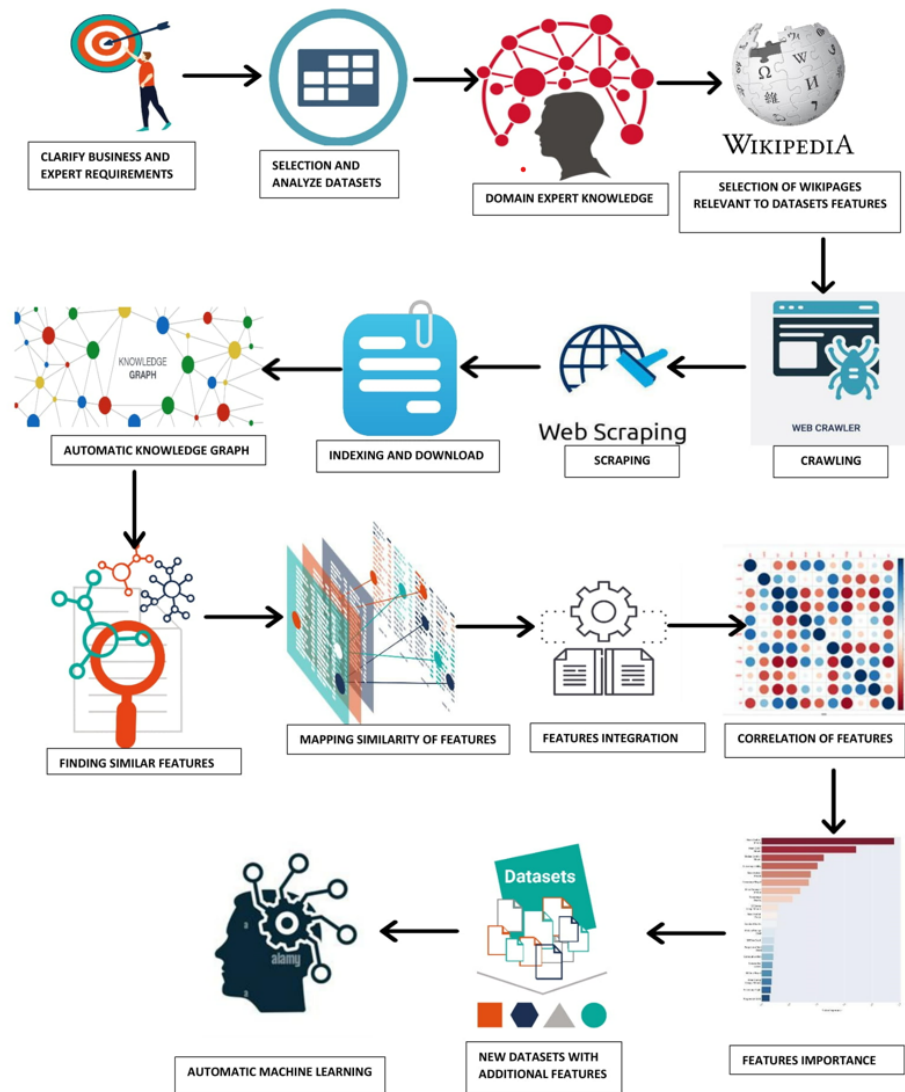 Ω
W
И
WIKIPEDIA
CLARIFY BUSINESS AND
EXPERT REQUIREMENTS
SELECTION AND
ANALYZE DATASETS
DOMAIN EXPERT KNOWLEDGE
SELECTION OF WIKIPAGES
RELEVANT TO DATASETS FEATURES
KNOWLEDGE
GRAPH
Web Scraping
WEB CRAWLER
AUTOMATIC KNOWLEDGE GRAPH
INDEXING AND DOWNLOAD
SCRAPING
CRAWLING
FINDING SIMILAR FEATURES
MAPPING SIMILARITY OF FEATURES
FEATURES INTEGRATION
CORRELATION OF FEATURES
alamy
Datasets
AUTOMATIC MACHINE LEARNING
NEW DATASETS WITH
ADDITIONAL FEATURES
FEATURES IMPORTANCE